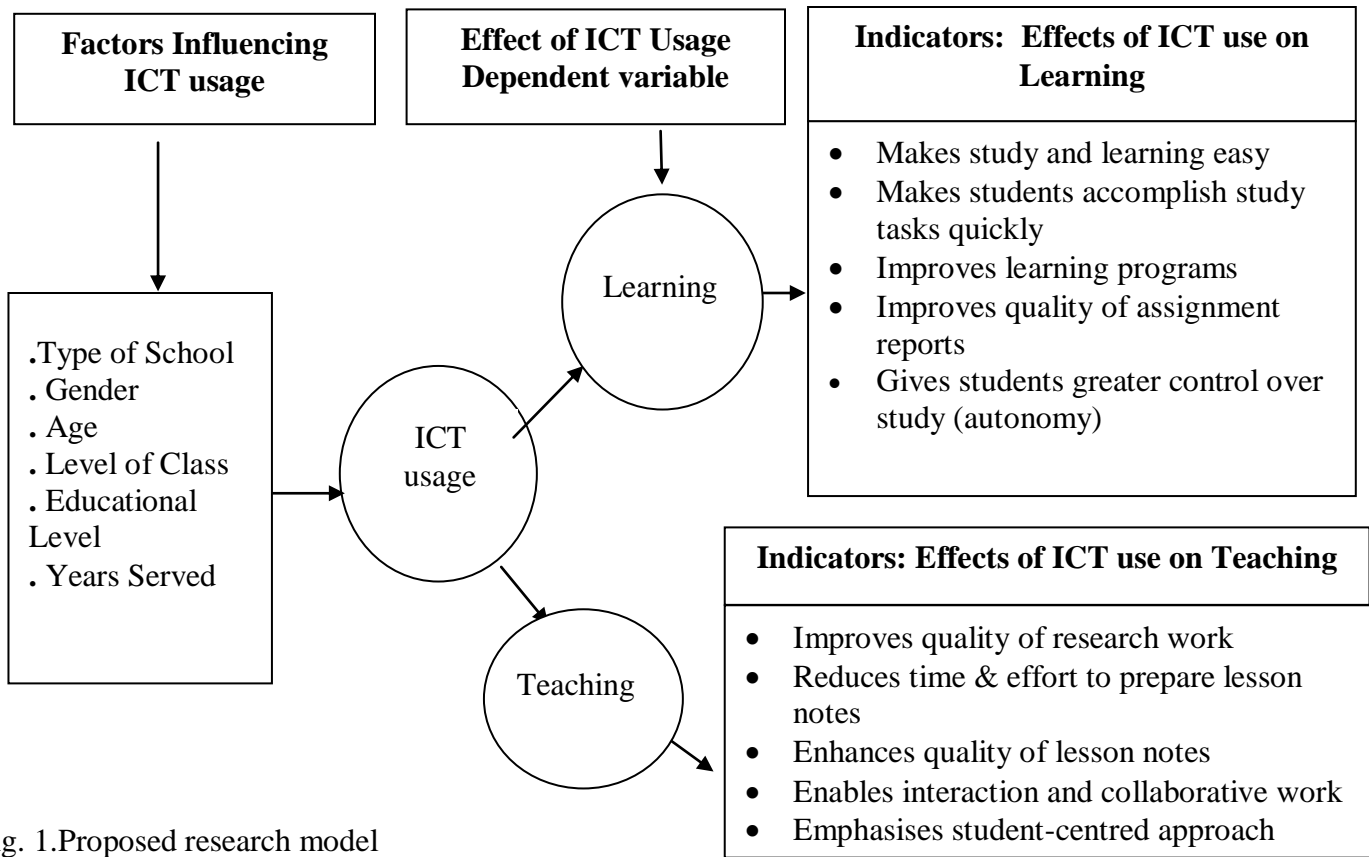 Factors Influencing
ICT usage
Effect of ICT Usage
Dependent variable
Indicators: Effects of ICT use on
Learning
• Makes study and learning easy
• Makes students accomplish study
tasks quickly
• Improves learning programs
• Improves quality of assignment
reports
• Gives students greater control over
study (autonomy)
.Type of School
. Gender
. Age
. Level of Class
. Educational
Level
. Years Served
ICT
usage
Learning
Teaching
Indicators: Effects of ICT use on Teaching
• Improves quality of research work
• Reduces time & effort to prepare lesson
notes
• Enhances quality of lesson notes
• Enables interaction and collaborative work
• Emphasises student-centred approach
g. 1.Proposed research model